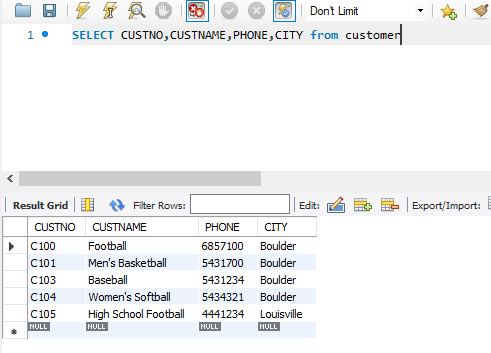 Don't Limit
1 SELECT CUSTNO,CUSTNAME,PHONE,CITY from customer
Result Grid Filter Rows: Edit: Export/Import:
CUSTNO CUSTNAME PHONE CITY
C100 Football 6857100 Boulder
C101 Men's Basketball 5431700 Boulder
C103 Baseball 5431234 Boulder
C104 Women's Softball 5434321 Boulder
C105 High School Football 4441234 Louisville
NULL NULL NULL NULL